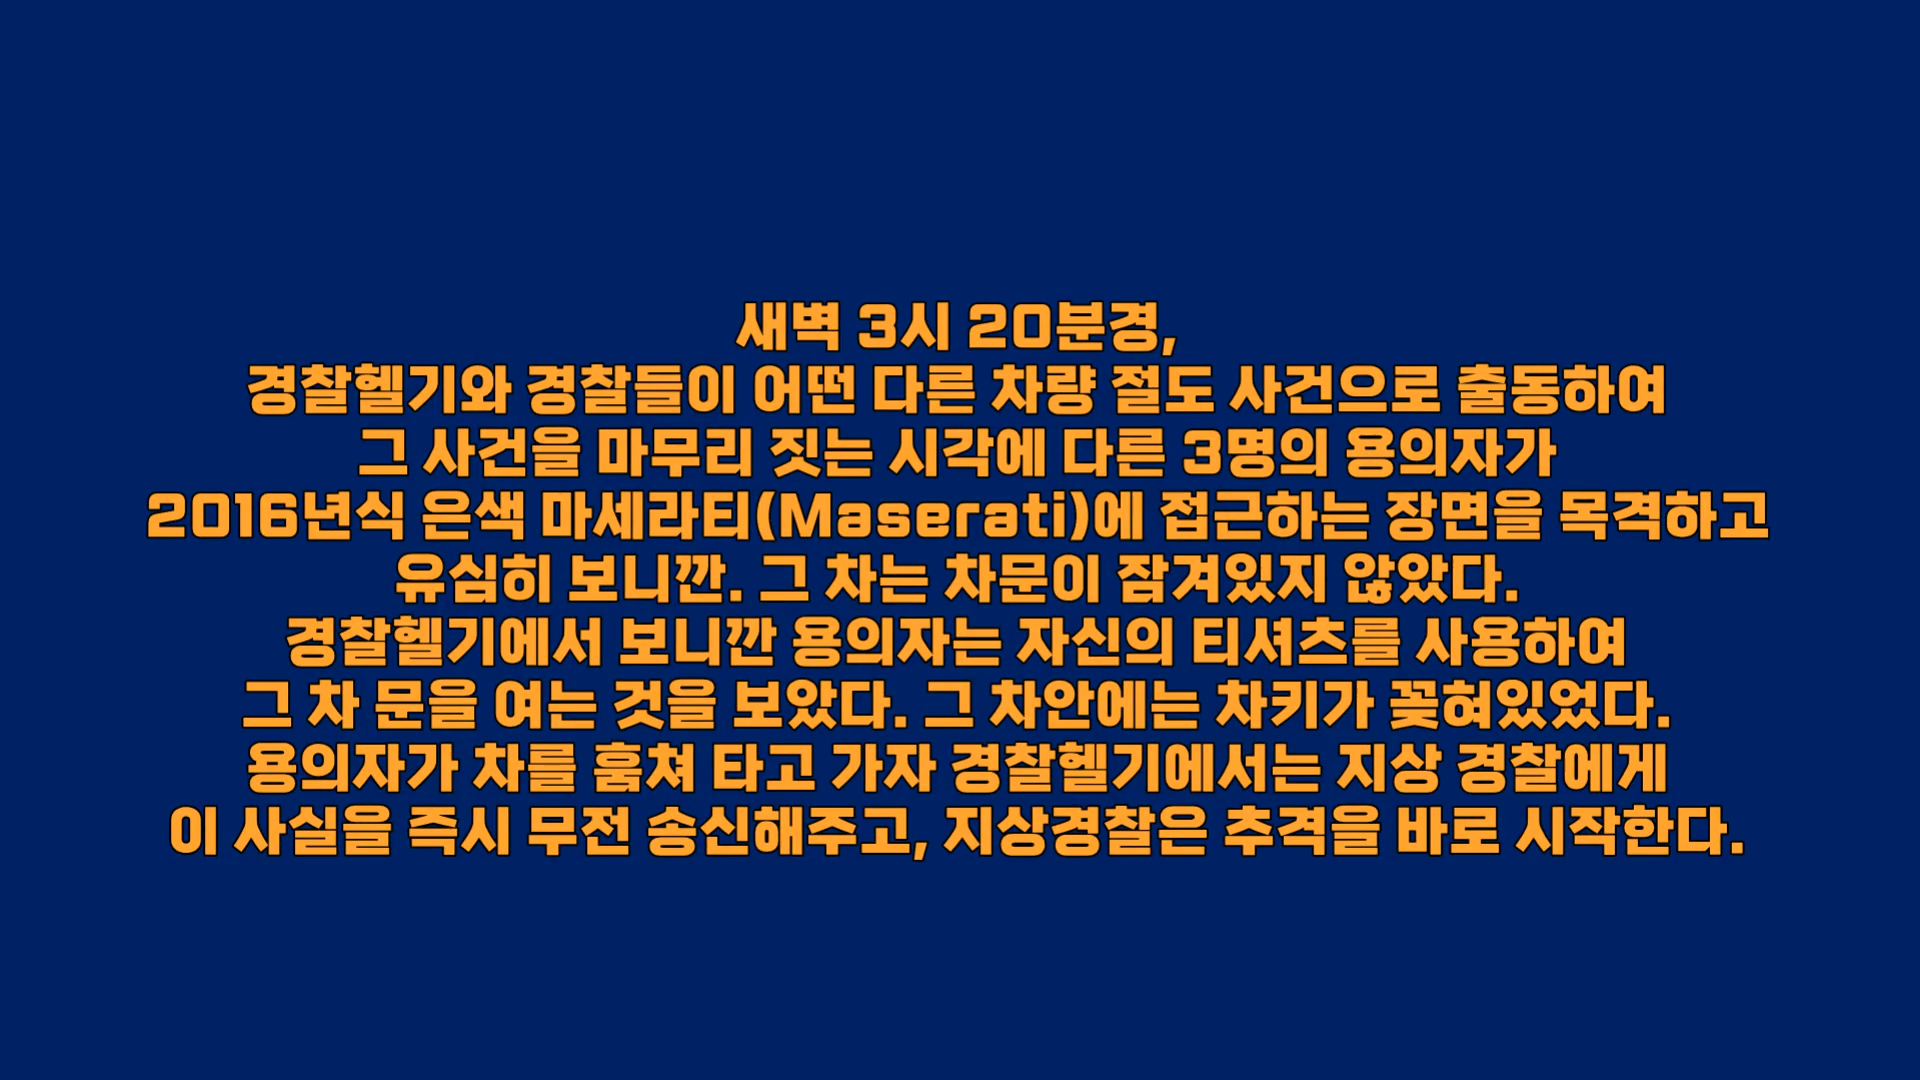 새벽 3시 20분경,
경찰헬기와 경찰들이 어떤 다른 차량 절도 사건으로 출동하여
그 사건을 마무리 짓는 시각에 다른 3명의 용의자가
2016년식 은색 마세라티(Maserati)에 접근하는 장면을 목격하고
유심히 보니깐. 그 차는 차문이 잠겨있지 않았다.
경찰헬기에서 보니깐 용의자는 자신의 티셔츠를 사용하여
그 차 문을 여는 것을 보았다. 그 차안에는 차키가 꽂혀있었다.
용의자가 차를 훔쳐 타고 가자 경찰헬기에서는 지상 경찰에게
이 사실을 즉시 무전 송신해주고, 지상경찰은 추격을 바로 시작한다.